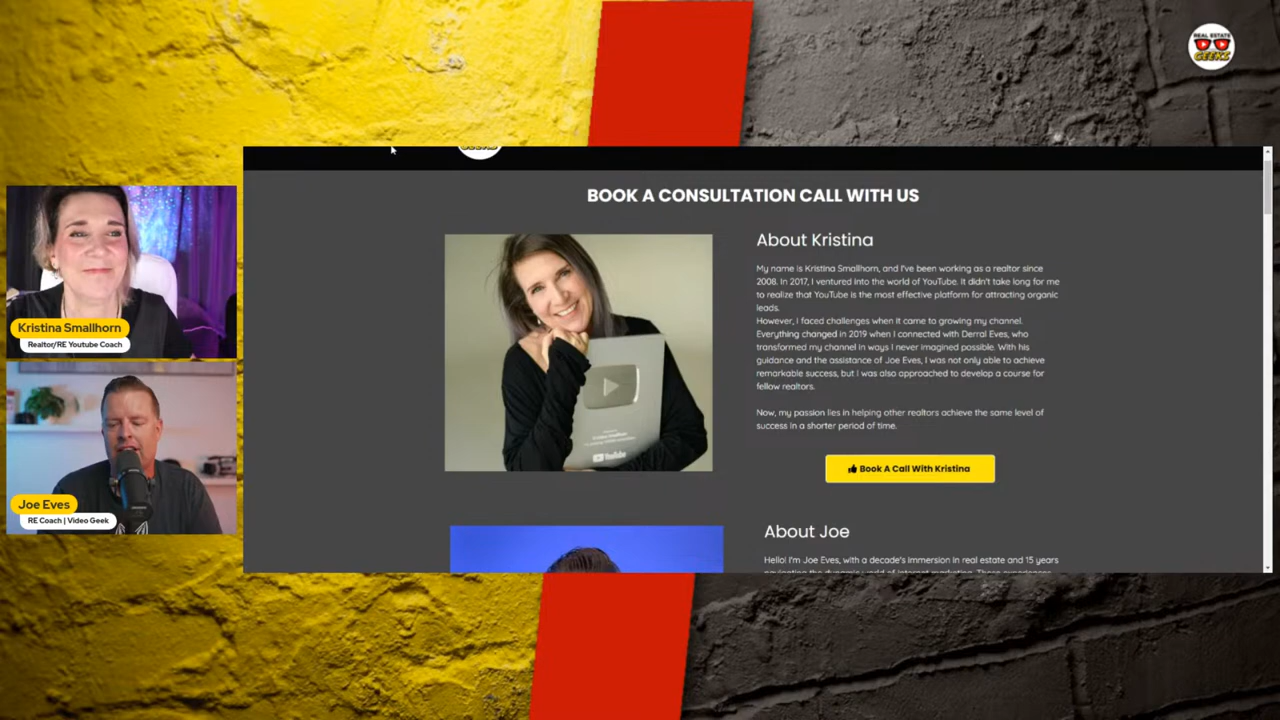 REAL ESTATE
GEEKS
BOOK A CONSULTATION CALL WITH US
About Kristina
My name is Kristina Smallhorn, and I've been working as a realtor since
2008. In 2017, I ventured into the world of YouTube. It didn't take long for me
to realize that YouTube is the most effective platform for attracting organic
leads.
However, I faced challenges when it came to growing my channel.
Everything changed in 2019 when I connected with Derral Eves, who
transformed my channel in ways I never imagined possible. With his
guidance and the assistance of Joe Eves, I was not only able to achieve
remarkable success, but I was also approached to develop a course for
fellow realtors.
Now, my passion lies in helping other realtors achieve the same level of
success in a shorter period of time.
Book A Call With Kristina
YouTube
About Joe
Hello! I'm Joe Eves, with a decade's immersion in real estate and 15 years
Kristina Smallhorn
Realtor/RE Youtube Coach
Joe Eves
RE Coach | Video Geek